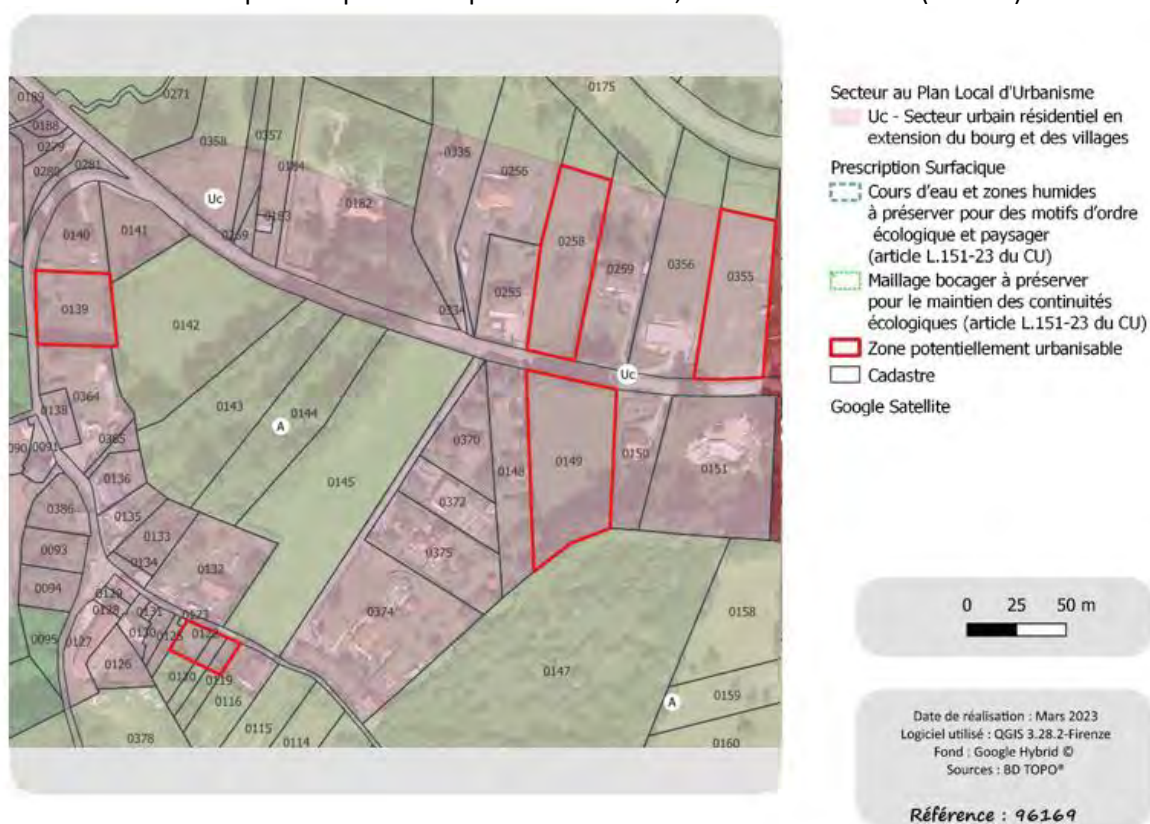 Secteur au Plan Local d'Urbanisme
Uc - Secteur urbain résidentiel en
extension du bourg et des villages
Prescription Surfacique
Cours d'eau et zones humides
à préserver pour des motifs d'ordre
écologique et paysager
(article L.151-23 du CU)
Maillage bocager à préserver
pour le maintien des continuités
écologiques (article L.151-23 du CU)
Zone potentiellement urbanisable
Cadastre
Google Satellite
0189
0271
0175
0188
0279
0281
0358
0357
0335
0256
0184
0182
Uc
0183
0140
0141
0269
0258
0259
0356
0355
0255
0139
0142
0334
Uc
0364
0138
0143
0144
A
0370
0148
0149
0150
0151
0091
0136
0145
0372
0386
0135
0133
0375
0093
0134
0132
0094
0129
0374
0158
0131
0095
0127
0130
0126
0119
0147
0116
0159
A
0115
0378
0114
0160
0 25 50 m
Date de réalisation : Mars 2023
Logiciel utilisé : QGIS 3.28.2-Firenze
Fond : Google Hybrid ©
Sources : BD TOPO®
Référence : 96169